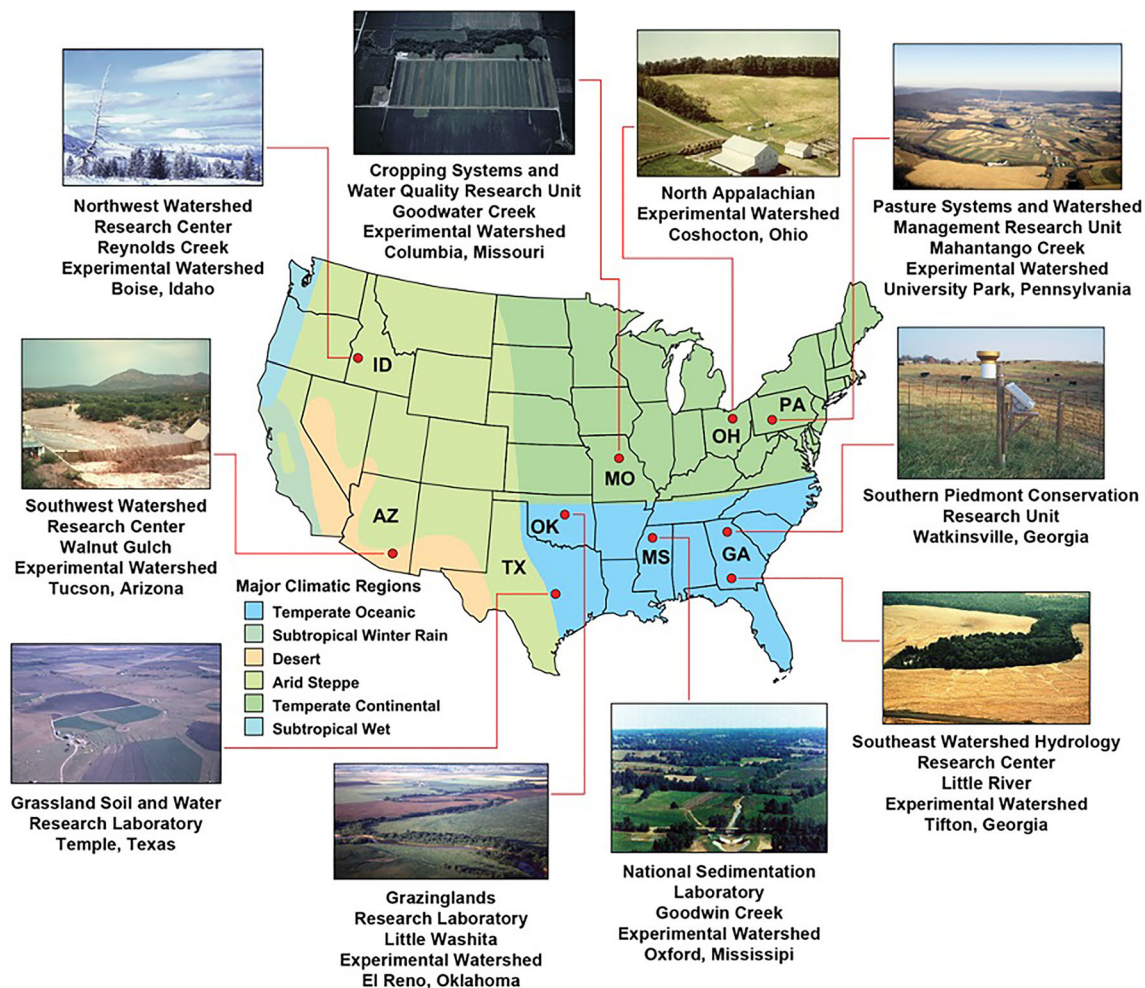 Northwest Watershed
Research Center
Reynolds Creek
Experimental Watershed
Boise, Idaho
Cropping Systems and
Water Quality Research Unit
Goodwater Creek
Experimental Watershed
Columbia, Missouri
North Appalachian
Experimental Watershed
Coshocton, Ohio
Pasture Systems and Watershed
Management Research Unit
Mahantango Creek
Experimental Watershed
University Park, Pennsylvania
Southwest Watershed
Research Center
Walnut Gulch
Experimental Watershed
Tucson, Arizona
ID
PA
OH
MO
AZ
OK
TX
MS
GA
Southern Piedmont Conservation
Research Unit
Watkinsville, Georgia
Major Climatic Regions
Temperate Oceanic
Subtropical Winter Rain
Desert
Arid Steppe
Temperate Continental
Subtropical Wet
Grassland Soil and Water
Research Laboratory
Temple, Texas
Grazinglands
Research Laboratory
Little Washita
Experimental Watershed
El Reno, Oklahoma
National Sedimentation
Laboratory
Goodwin Creek
Experimental Watershed
Oxford, Mississipi
Southeast Watershed Hydrology
Research Center
Little River
Experimental Watershed
Tifton, Georgia